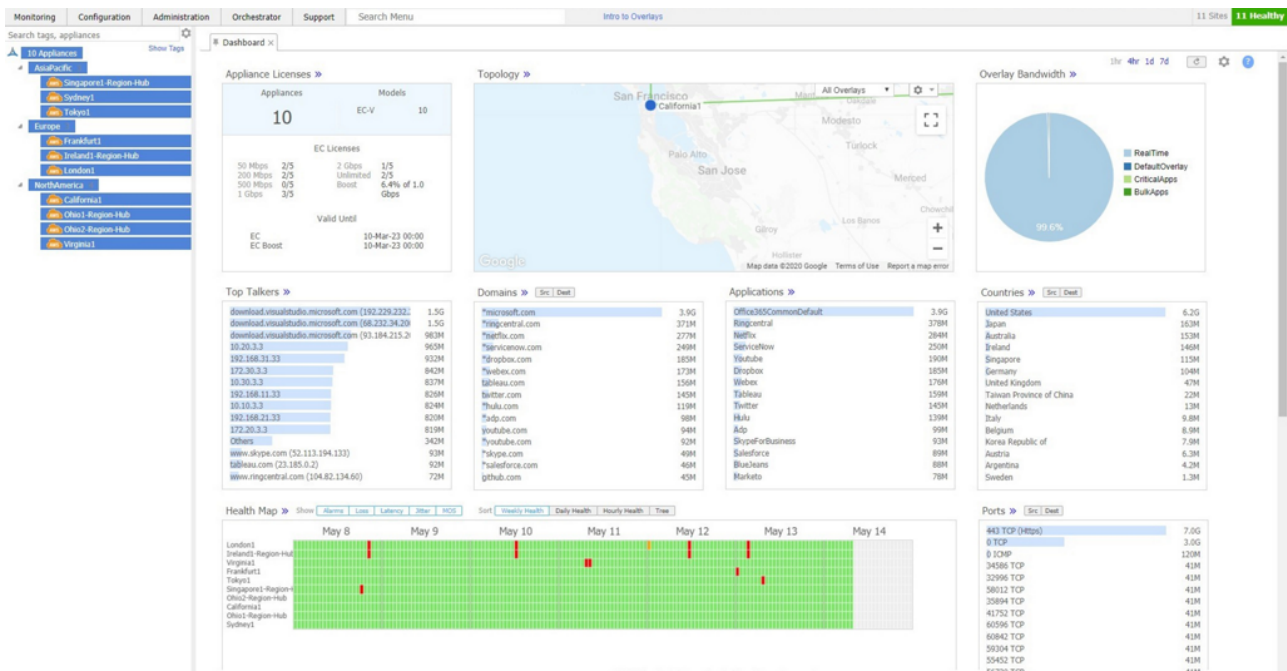 Monitoring Configuration Administration Orchestrator Support Search Menu Intro to Overlays 11 Sites 11 Healthy
Search tags, appliances
Show Tags
10 Appliances
AsiaPacific
Singapore1-Region-Hub
Sydney1
Tokyo1
Europe
Frankfurt1
Ireland1-Region-Hub
London1
NorthAmerica
California1
Ohio1-Region-Hub
Ohio2-Region-Hub
Virginia1
Dashboard ×
1hr 4hr 1d 7d
Appliance Licenses »
Appliances Models
10 EC-V 10
EC Licenses
50 Mbps 2/5 2 Gbps 1/5
200 Mbps 2/5 Unlimited 2/5
500 Mbps 0/5 Boost 6.4% of 1.0
1 Gbps 3/5 Gbps
Valid Until
EC 10-Mar-23 00:00
EC Boost 10-Mar-23 00:00
Topology »
All Overlays
San Francisco
California1
Modesto
Turlock
Palo Alto
San Jose
Merced
Los Banos
Gilroy
Hollister
Google
Map data ©2020 Google Terms of Use Report a map error
Overlay Bandwidth »
99.6%
RealTime
DefaultOverlay
CriticalApps
BulkApps
Top Talkers »
download.visualstudio.microsoft.com (192.229.232. 1.5G
download.visualstudio.microsoft.com (68.232.34.20 1.5G
download.visualstudio.microsoft.com (93.184.215.2 983M
10.20.3.3 965M
192.168.31.33 932M
172.30.3.3 842M
10.30.3.3 837M
192.168.11.33 826M
10.10.3.3 824M
192.168.21.33 820M
172.20.3.3 819M
Others 342M
www.skype.com (52.113.194.133) 93M
tableau.com (23.185.0.2) 92M
www.ringcentral.com (104.82.134.60) 72M
Domains » Src Dest
*microsoft.com 3.9G
*ringcentral.com 371M
*netflix.com 277M
*servicenow.com 249M
*dropbox.com 185M
*webex.com 173M
tableau.com 156M
twitter.com 145M
*hulu.com 119M
*adp.com 98M
youtube.com 94M
*youtube.com 92M
*skype.com 49M
*salesforce.com 46M
github.com 45M
Applications »
Office365CommonDefault 3.9G
Ringcentral 378M
Netflix 284M
ServiceNow 250M
Youtube 190M
Dropbox 185M
Webex 176M
Tableau 159M
Twitter 145M
Hulu 139M
Adp 99M
SkypeForBusiness 93M
Salesforce 89M
BlueJeans 88M
Marketo 78M
Countries » Src Dest
United States 6.2G
Japan 163M
Australia 153M
Ireland 146M
Singapore 115M
Germany 104M
United Kingdom 47M
Taiwan Province of China 22M
Netherlands 13M
Italy 9.8M
Belgium 8.9M
Korea Republic of 7.9M
Austria 6.3M
Argentina 4.2M
Sweden 1.3M
Health Map » Show Alarms Loss Latency Jitter MOS Sort Weekly Health Daily Health Hourly Health Tree
May 8 May 9 May 10 May 11 May 12 May 13 May 14
London1
Ireland1-Region-Hub
Virginia1
Frankfurt1
Tokyo1
Singapore1-Region-H
Ohio2-Region-Hub
California1
Ohio1-Region-Hub
Sydney1
Ports » Src Dest
443 TCP (Https) 7.0G
0 TCP 3.0G
0 ICMP 120M
34586 TCP 41M
32996 TCP 41M
58012 TCP 41M
35894 TCP 41M
41752 TCP 41M
60596 TCP 41M
60842 TCP 41M
59304 TCP 41M
55452 TCP 41M